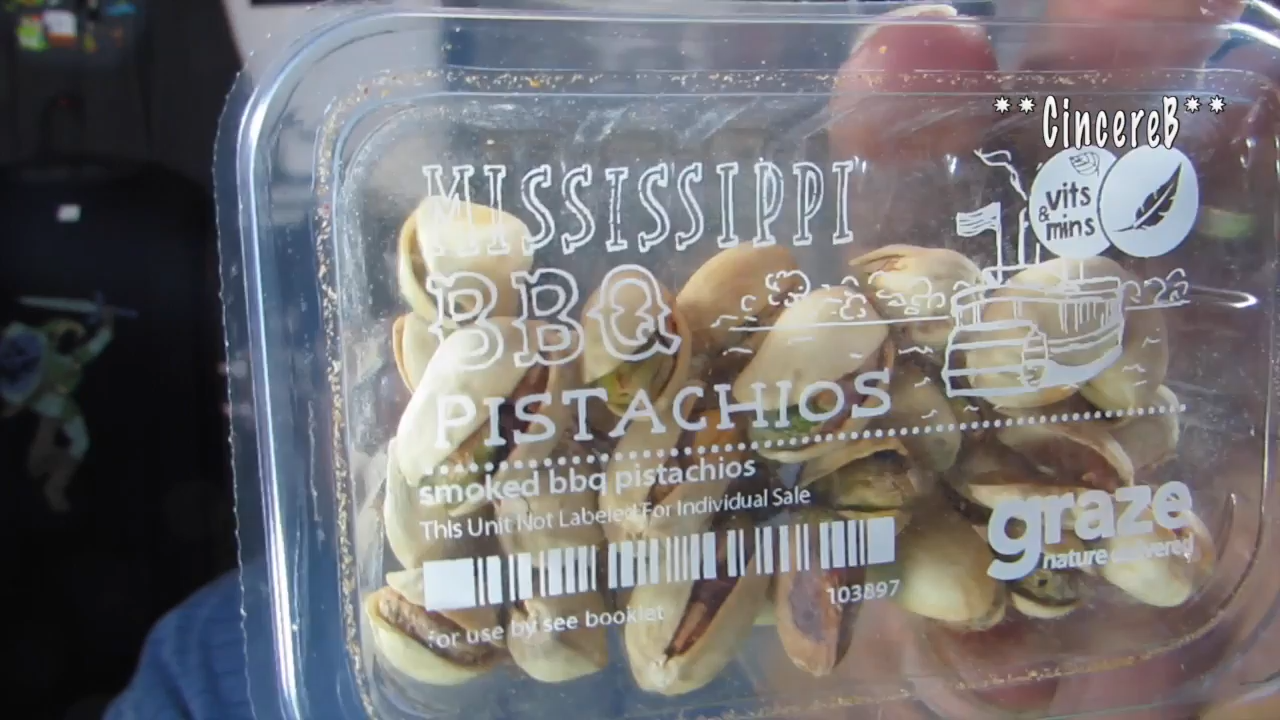 **CincereB**
MISSISSIPPI
BBQ
PISTACHIOS
vits
& mins
smoked bbq pistachios
This Unit Not Labeled For Individual Sale
graze
nature delivered
103897
for use by see booklet